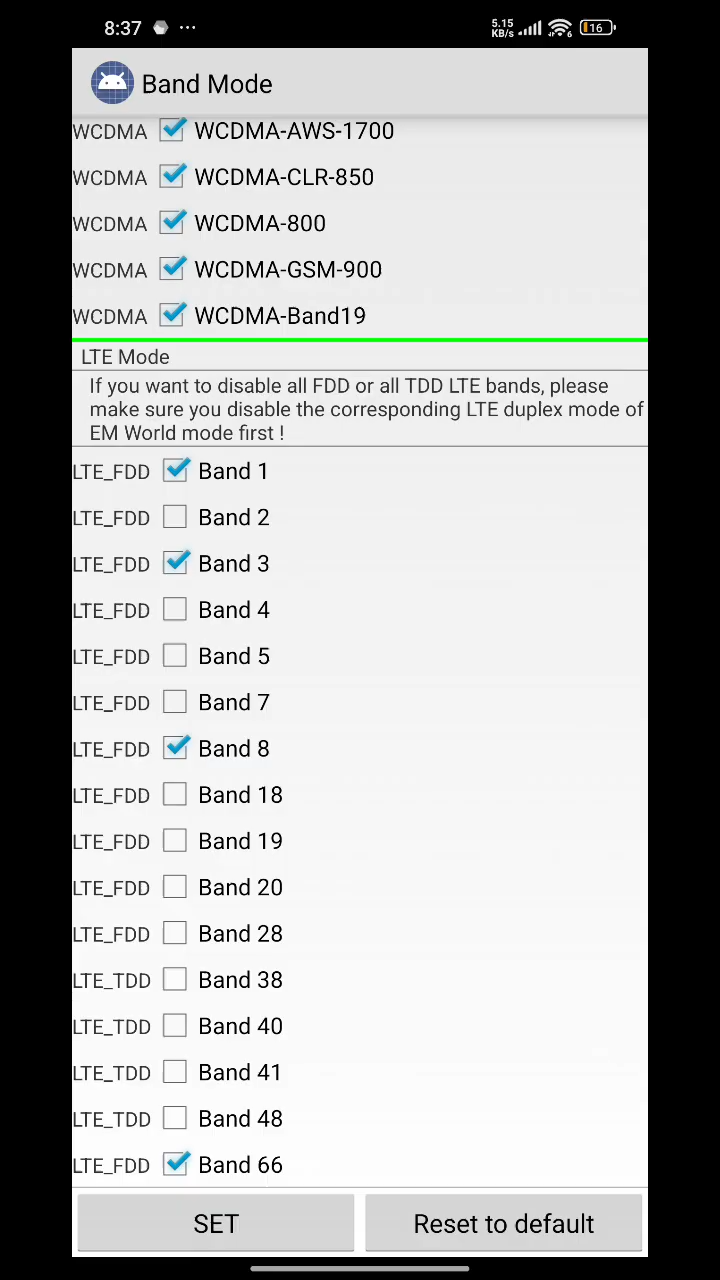 8:37 ...
5.15
KB/s
6
16
Band Mode
WCDMA WCDMA-AWS-1700
WCDMA WCDMA-CLR-850
WCDMA WCDMA-800
WCDMA WCDMA-GSM-900
WCDMA WCDMA-Band19
LTE Mode
If you want to disable all FDD or all TDD LTE bands, please
make sure you disable the corresponding LTE duplex mode of
EM World mode first !
LTE_FDD Band 1
LTE_FDD Band 2
LTE_FDD Band 3
LTE_FDD Band 4
LTE_FDD Band 5
LTE_FDD Band 7
LTE_FDD Band 8
LTE_FDD Band 18
LTE_FDD Band 19
LTE_FDD Band 20
LTE_FDD Band 28
LTE_TDD Band 38
LTE_TDD Band 40
LTE_TDD Band 41
LTE_TDD Band 48
LTE_FDD Band 66
SET Reset to default